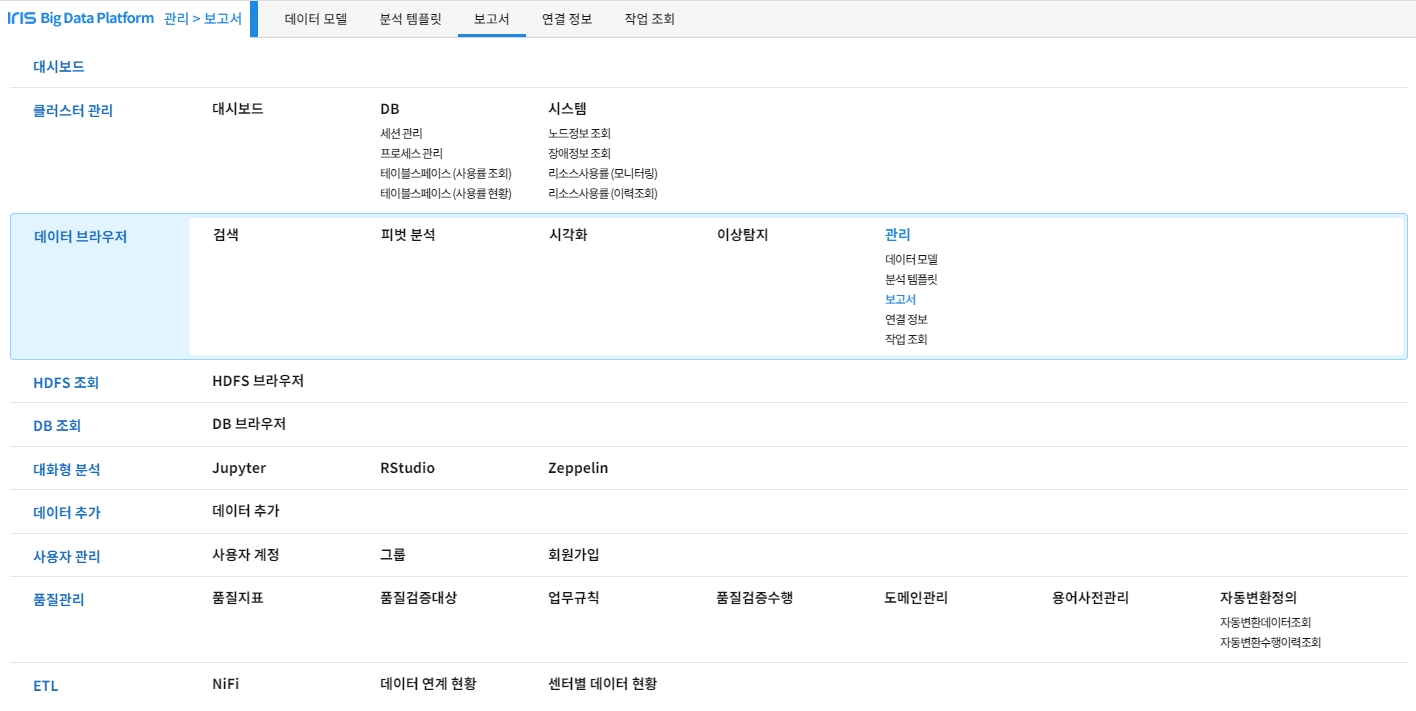 IRIS Big Data Platform 관리 > 보고서 데이터 모델 분석 템플릿 보고서 연결 정보 작업 조회
대시보드
클러스터 관리 대시보드 DB 시스템
세션 관리 노드정보 조회
프로세스 관리 장애정보 조회
테이블스페이스 (사용률 조회) 리소스사용률 (모니터링)
테이블스페이스 (사용률 현황) 리소스사용률 (이력조회)
데이터 브라우저 검색 피벗 분석 시각화 이상탐지 관리
데이터 모델
분석 템플릿
보고서
연결 정보
작업 조회
HDFS 조회 HDFS 브라우저
DB 조회 DB 브라우저
대화형 분석 Jupyter RStudio Zeppelin
데이터 추가 데이터 추가
사용자 관리 사용자 계정 그룹 회원가입
품질관리 품질지표 품질검증대상 업무규칙 품질검증수행 도메인관리 용어사전관리 자동변환정의
자동변환데이터조회
자동변환수행이력조회
ETL NiFi 데이터 연계 현황 센터별 데이터 현황